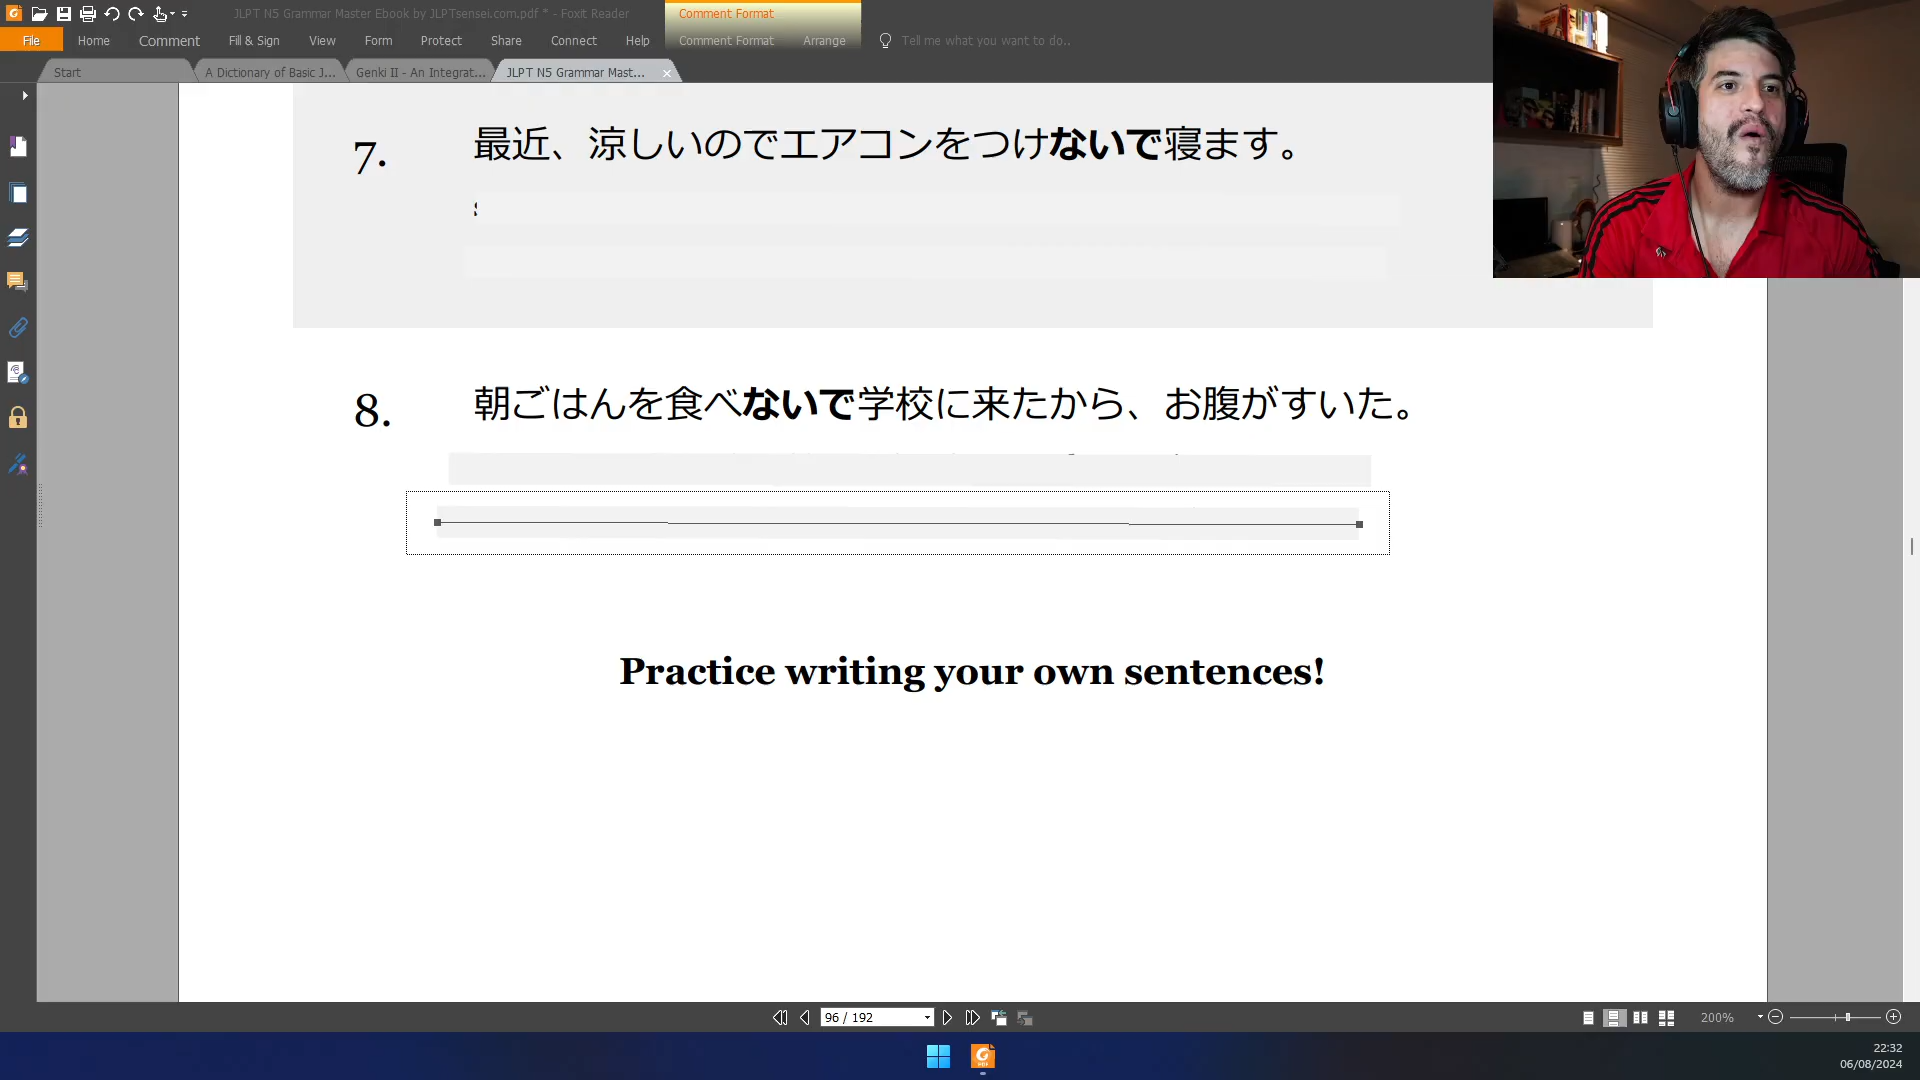 JLPT N5 Grammar Master Ebook by JLPTsensei.com.pdf * - Foxit Reader
Comment Format
File
Home
Comment
Fill & Sign
View
Form
Protect
Share
Connect
Help
Comment Format
Arrange
Tell me what you want to do..
Start
A Dictionary of Basic J...
Genki II - An Integrat...
JLPT N5 Grammar Mast...
7. 最近、涼しいのでエアコンをつけないで寝ます。
8. 朝ごはんを食べないで学校に来たから、お腹がすいた。
Practice writing your own sentences!
96 / 192
200%
22:32
06/08/2024